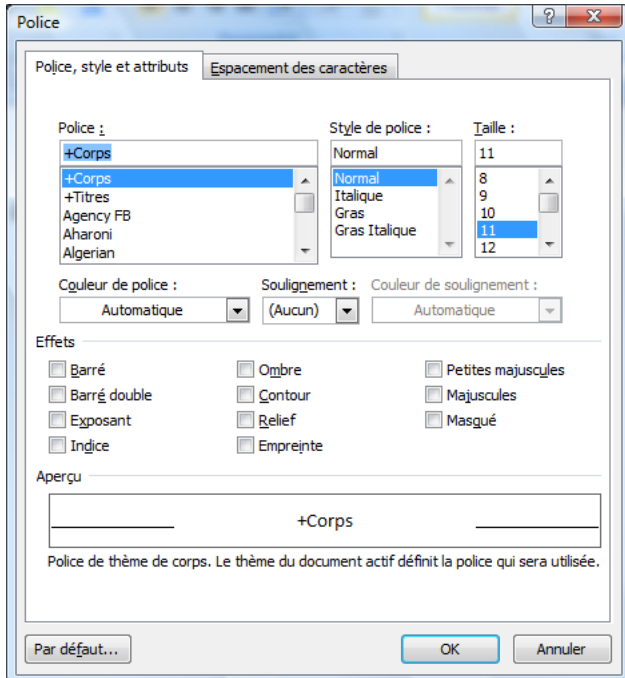 Police
Police, style et attributs Espacement des caractères
Police : Style de police : Taille :
+Corps Normal 11
+Corps Normal 8
+Titres Italique 9
Agency FB Gras 10
Aharoni Gras Italique 11
Algerian 12
Couleur de police : Soulignement : Couleur de soulignement :
Automatique (Aucun) Automatique
Effets
Barré Ombre Petites majuscules
Barré double Contour Majuscules
Exposant Relief Masqué
Indice Empreinte
Aperçu
+Corps
Police de thème de corps. Le thème du document actif définit la police qui sera utilisée.
Par défaut... OK Annuler